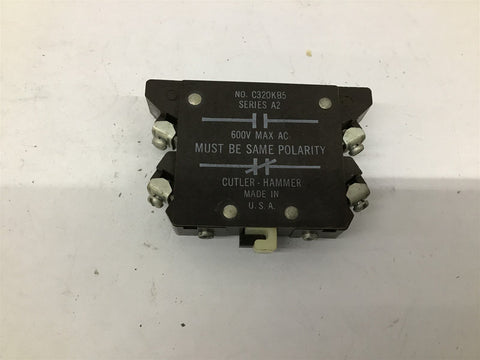 NO. C320KB5
SERIES A2
600V MAX AC
MUST BE SAME POLARITY
CUTLER-HAMMER
MADE IN
U.S.A.